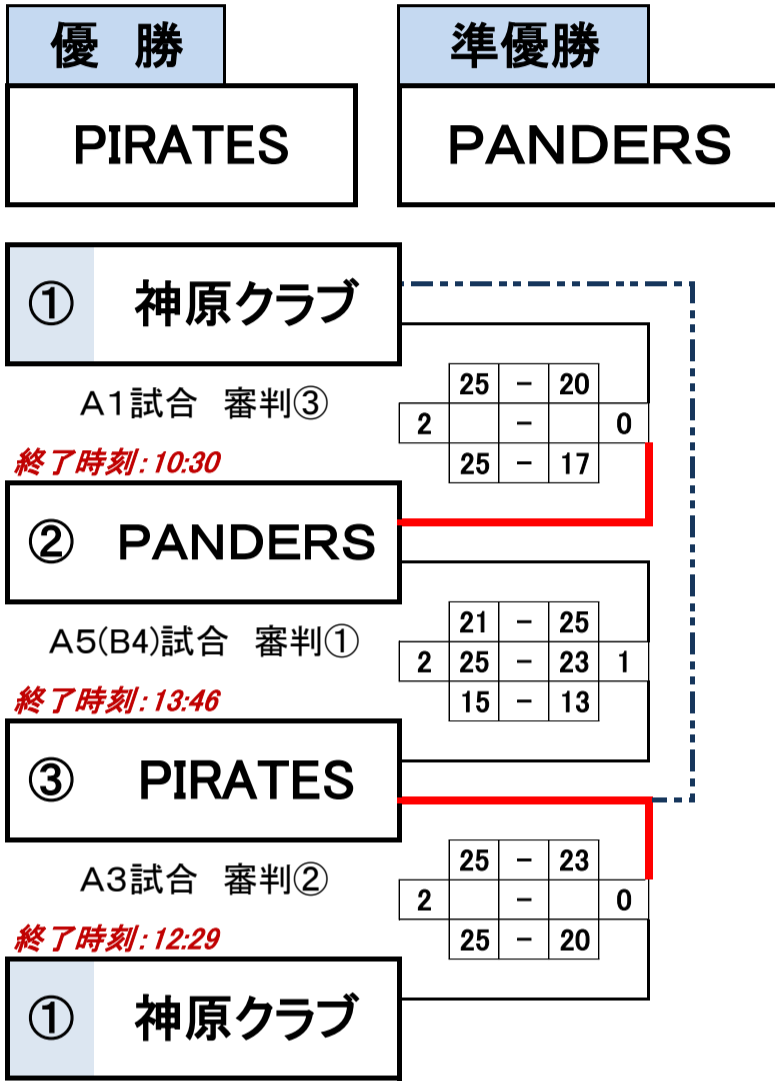 優 勝
準優勝
PIRATES
PANDERS
① 神原クラブ
25 - 20
A1試合 審判③
2 - 0
終了時刻:10:30
25 - 17
② PANDERS
21 - 25
A5(B4)試合 審判①
2 25 - 23 1
終了時刻:13:46
15 - 13
③ PIRATES
25 - 23
A3試合 審判②
2 - 0
終了時刻:12:29
25 - 20
① 神原クラブ